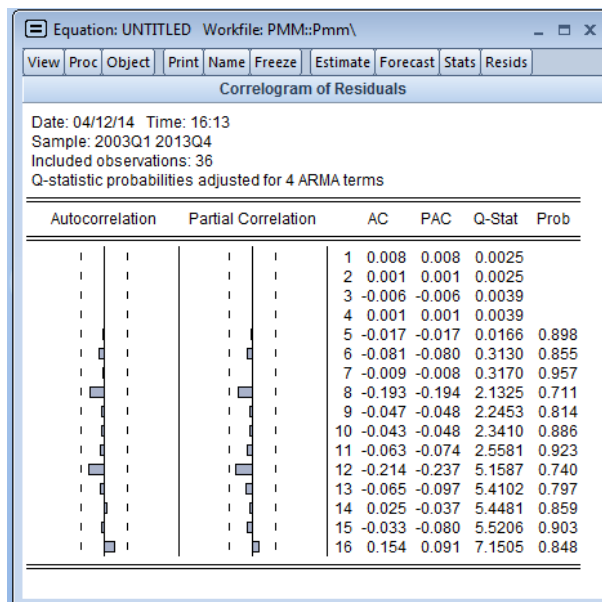 Equation: UNTITLED Workfile: PMM::Pmm\
View Proc Object Print Name Freeze Estimate Forecast Stats Resids
Correlogram of Residuals
Date: 04/12/14 Time: 16:13
Sample: 2003Q1 2013Q4
Included observations: 36
Q-statistic probabilities adjusted for 4 ARMA terms
Autocorrelation Partial Correlation AC PAC Q-Stat Prob
1 0.008 0.008 0.0025
2 0.001 0.001 0.0025
3 -0.006 -0.006 0.0039
4 0.001 0.001 0.0039
5 -0.017 -0.017 0.0166 0.898
6 -0.081 -0.080 0.3130 0.855
7 -0.009 -0.008 0.3170 0.957
8 -0.193 -0.194 2.1325 0.711
9 -0.047 -0.048 2.2453 0.814
10 -0.043 -0.048 2.3410 0.886
11 -0.063 -0.074 2.5581 0.923
12 -0.214 -0.237 5.1587 0.740
13 -0.065 -0.097 5.4102 0.797
14 0.025 -0.037 5.4481 0.859
15 -0.033 -0.080 5.5206 0.903
16 0.154 0.091 7.1505 0.848